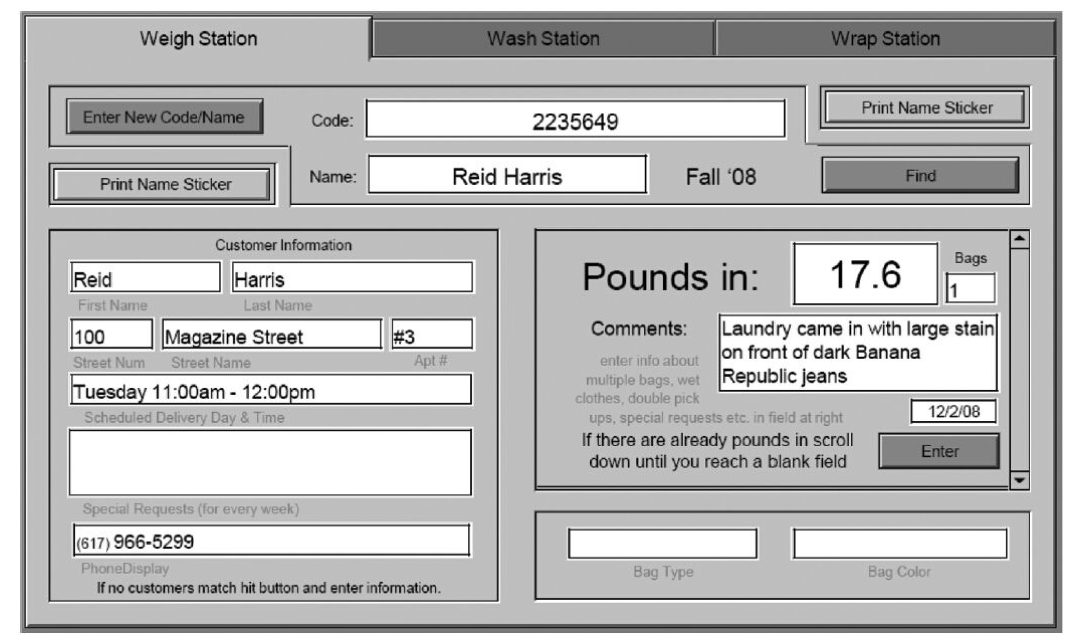 Weigh Station
Wash Station
Wrap Station
Enter New Code/Name
Code:
2235649
Print Name Sticker
Print Name Sticker
Name:
Reid Harris
Fall '08
Find
Customer Information
Reid
Harris
First Name
Last Name
100
Magazine Street
#3
Street Num
Street Name
Apt #
Tuesday 11:00am - 12:00pm
Scheduled Delivery Day & Time
Special Requests (for every week)
(617) 966-5299
PhoneDisplay
If no customers match hit button and enter information.
Pounds in:
17.6
Bags
1
Comments:
enter info about
multiple bags, wet
clothes, double pick
ups, special requests etc. in field at right
Laundry came in with large stain
on front of dark Banana
Republic jeans
12/2/08
If there are already pounds in scroll
down until you reach a blank field
Enter
Bag Type
Bag Color